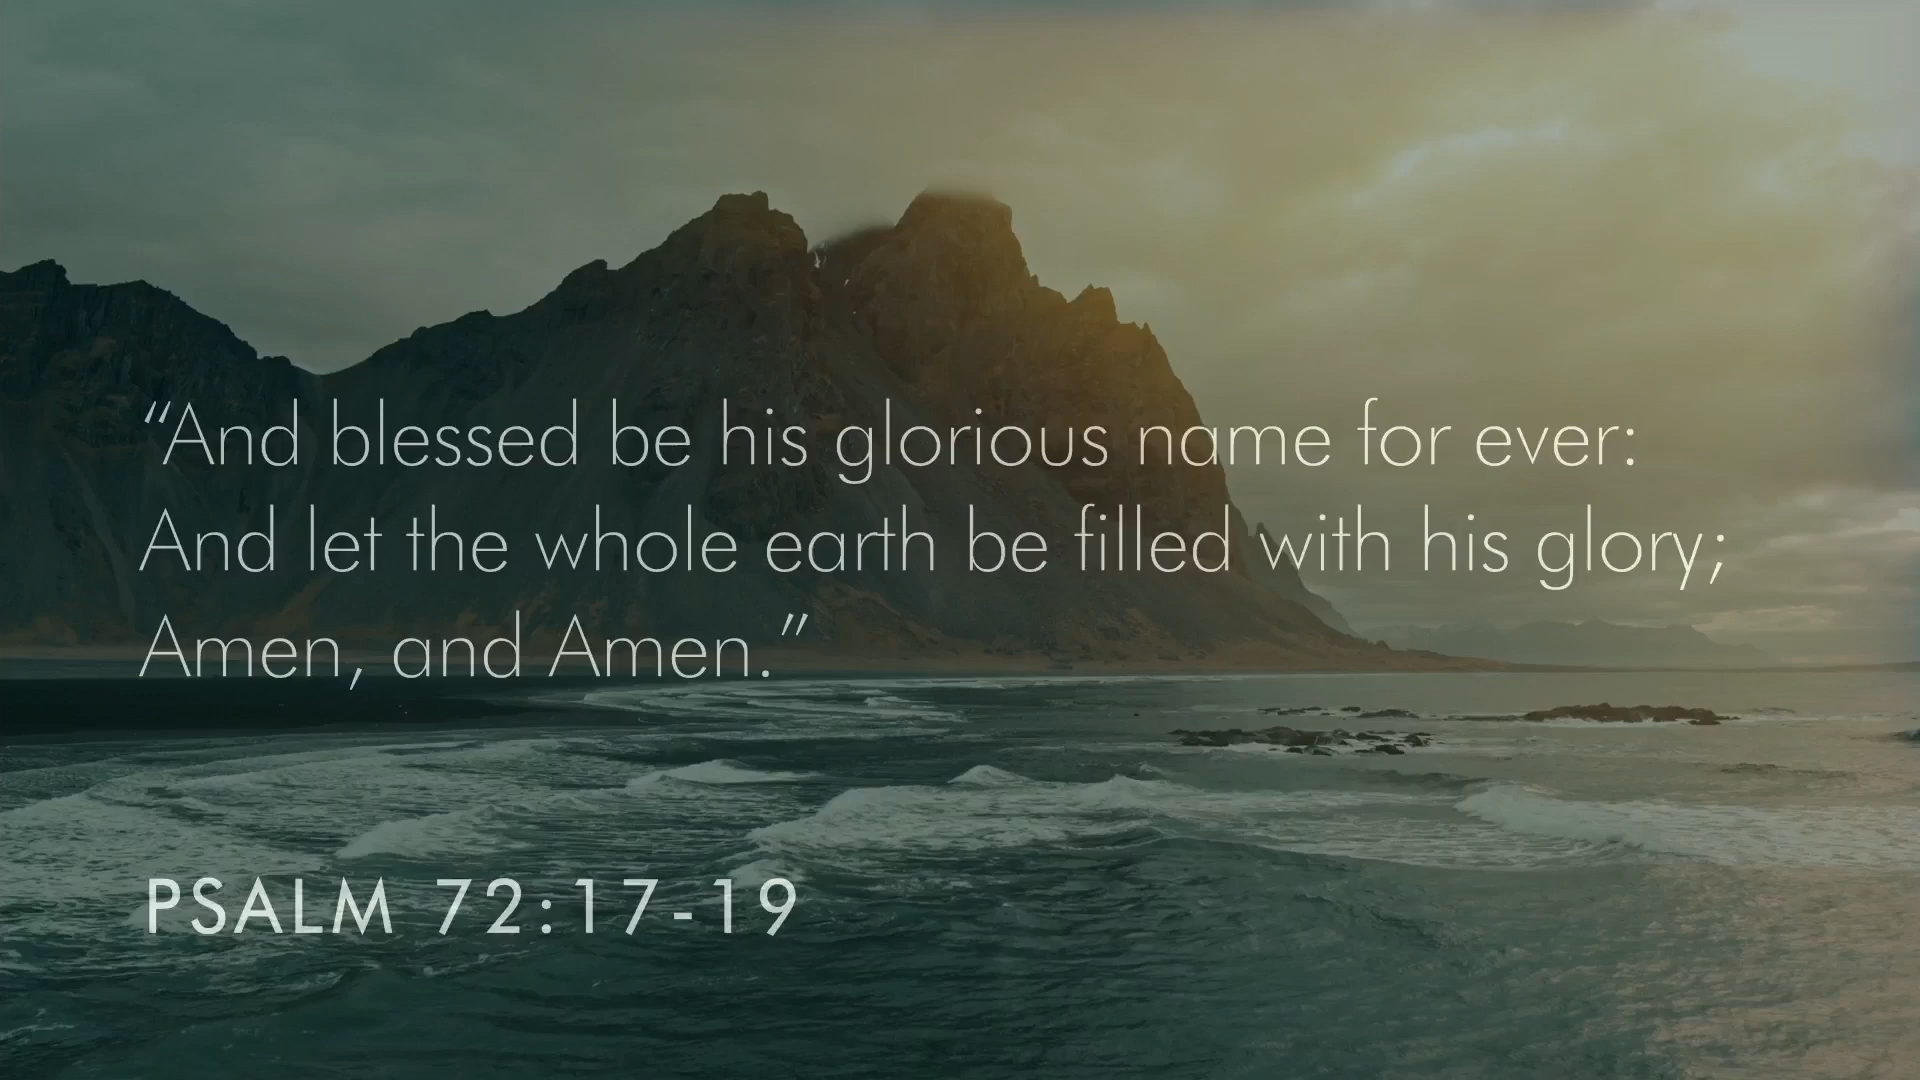 “And blessed be his glorious name for ever:
And let the whole earth be filled with his glory;
Amen, and Amen.”
PSALM 72:17-19